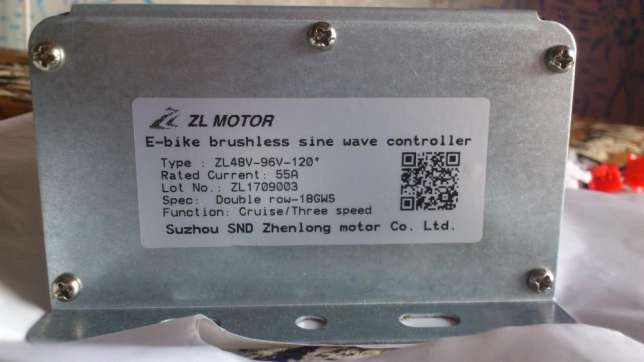 ZL MOTOR
E-bike brushless sine wave controller
Type : ZL48V-96V-120°
Rated Current: 55A
Lot No.: ZL1709003
Spec: Double row-18GWS
Function: Cruise/Three speed
Suzhou SND Zhenlong motor Co. Ltd.